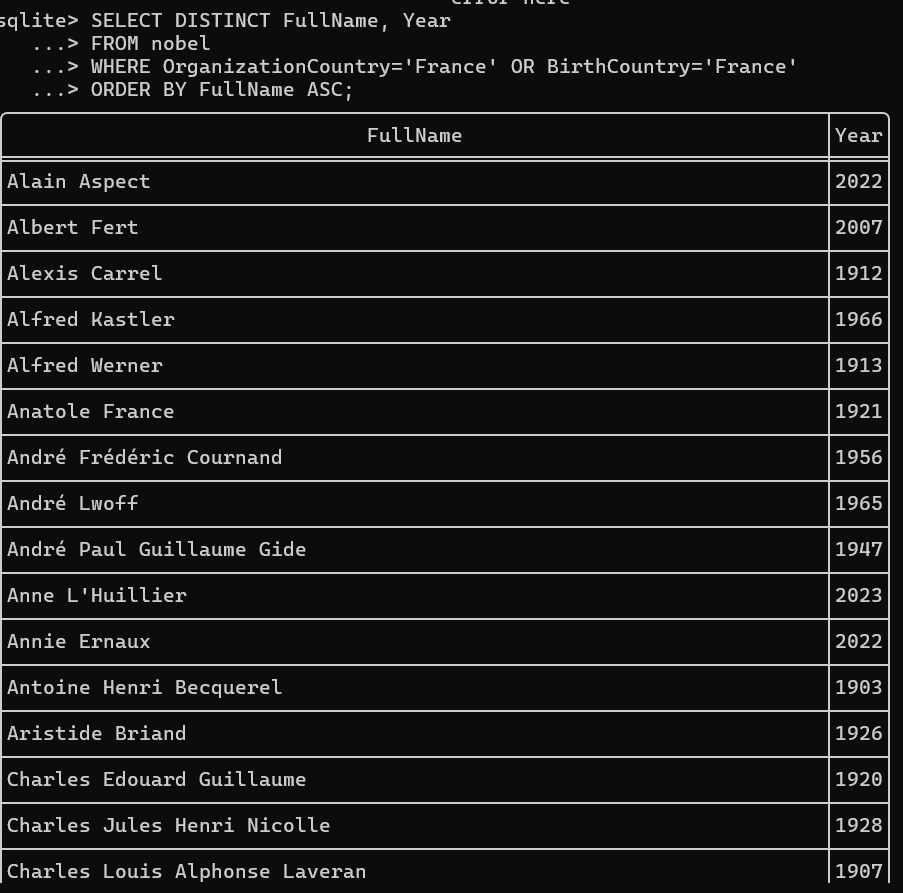 error here
sqlite> SELECT DISTINCT FullName, Year
...> FROM nobel
...> WHERE OrganizationCountry='France' OR BirthCountry='France'
...> ORDER BY FullName ASC;
FullName Year
Alain Aspect 2022
Albert Fert 2007
Alexis Carrel 1912
Alfred Kastler 1966
Alfred Werner 1913
Anatole France 1921
André Frédéric Cournand 1956
André Lwoff 1965
André Paul Guillaume Gide 1947
Anne L'Huillier 2023
Annie Ernaux 2022
Antoine Henri Becquerel 1903
Aristide Briand 1926
Charles Edouard Guillaume 1920
Charles Jules Henri Nicolle 1928
Charles Louis Alphonse Laveran 1907